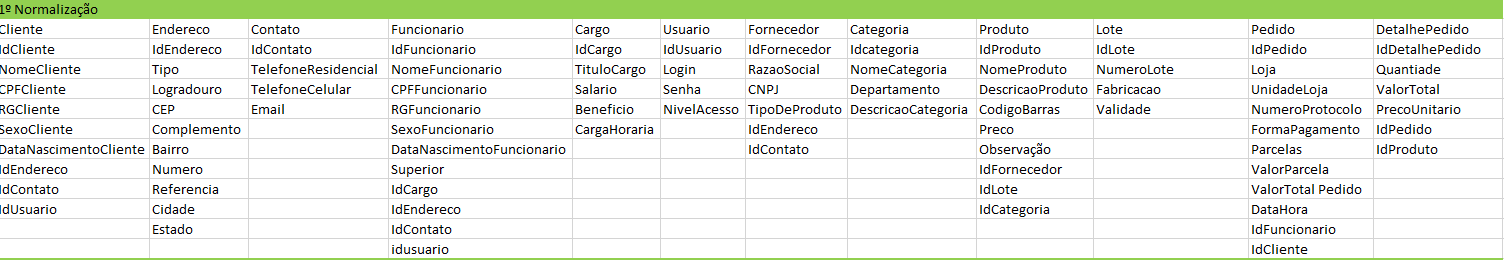 1º Normalização
Cliente Endereco Contato Funcionario Cargo Usuario Fornecedor Categoria Produto Lote Pedido DetalhePedido
IdCliente IdEndereco IdContato IdFuncionario IdCargo IdUsuario IdFornecedor Idcategoria IdProduto IdLote IdPedido IdDetalhePedido
NomeCliente Tipo TelefoneResidencial NomeFuncionario TituloCargo Login RazaoSocial NomeCategoria NomeProduto NumeroLote Loja Quantiade
CPFCliente Logradouro TelefoneCelular CPFFuncionario Salario Senha CNPJ Departamento DescricaoProduto Fabricacao UnidadeLoja ValorTotal
RGCliente CEP Email RGFuncionario Beneficio NivelAcesso TipoDeProduto DescricaoCategoria CodigoBarras Validade NumeroProtocolo PrecoUnitario
SexoCliente Complemento SexoFuncionario CargaHoraria IdEndereco Preco FormaPagamento IdPedido
DataNascimentoCliente Bairro DataNascimentoFuncionario IdContato Observação Parcelas IdProduto
IdEndereco Numero Superior IdFornecedor ValorParcela
IdContato Referencia IdCargo IdLote ValorTotal Pedido
IdUsuario Cidade IdEndereco IdCategoria DataHora
Estado IdContato IdFuncionario
idusuario IdCliente